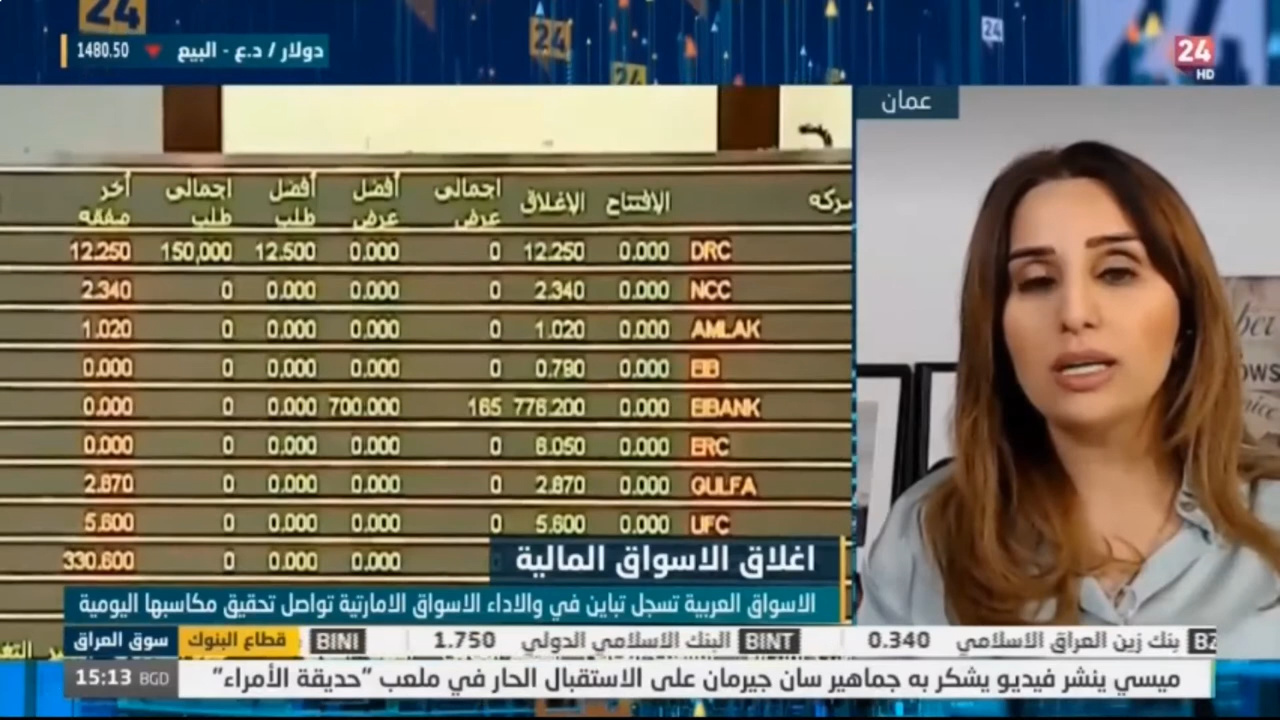 24
24
24
24
دولار / د.ع - البيع 1480.50
24
HD
عمان
الافتتاح الإغلاق اجمالى عرض أفضل عرض أفضل طلب اجمالى طلب أخر صفقه
DRC 0.000 12.250 0 0.000 12.500 150,000 12.250
NCC 0.000 2.340 0 0.000 0.000 0 2.340
AMLAK 0.000 1.020 0 0.000 0.000 0 1.020
EIB 0.000 0.780 0 0.000 0.000 0 0.000
EIBANK 0.000 776.200 165 700.000 0.000 0 0.000
ERC 0.000 8.050 0 0.000 0.000 0 0.000
GULFA 0.000 2.870 0 0.000 0.000 0 2.870
UFC 0.000 5.600 0 0.000 0.000 0 5.600
0.000 0.000 0 330.600
اغلاق الاسواق المالية
الاسواق العربية تسجل تباين في والاداء الاسواق الامارتية تواصل تحقيق مكاسبها اليومية
سوق العراق قطاع البنوك BINI 1.750 البنك الاسلامي الدولي BINT 0.340 بنك زين العراق الاسلامي
15:13 BGD
ميسي ينشر فيديو يشكر به جماهير سان جيرمان على الاستقبال الحار في ملعب "حديقة الأمراء"